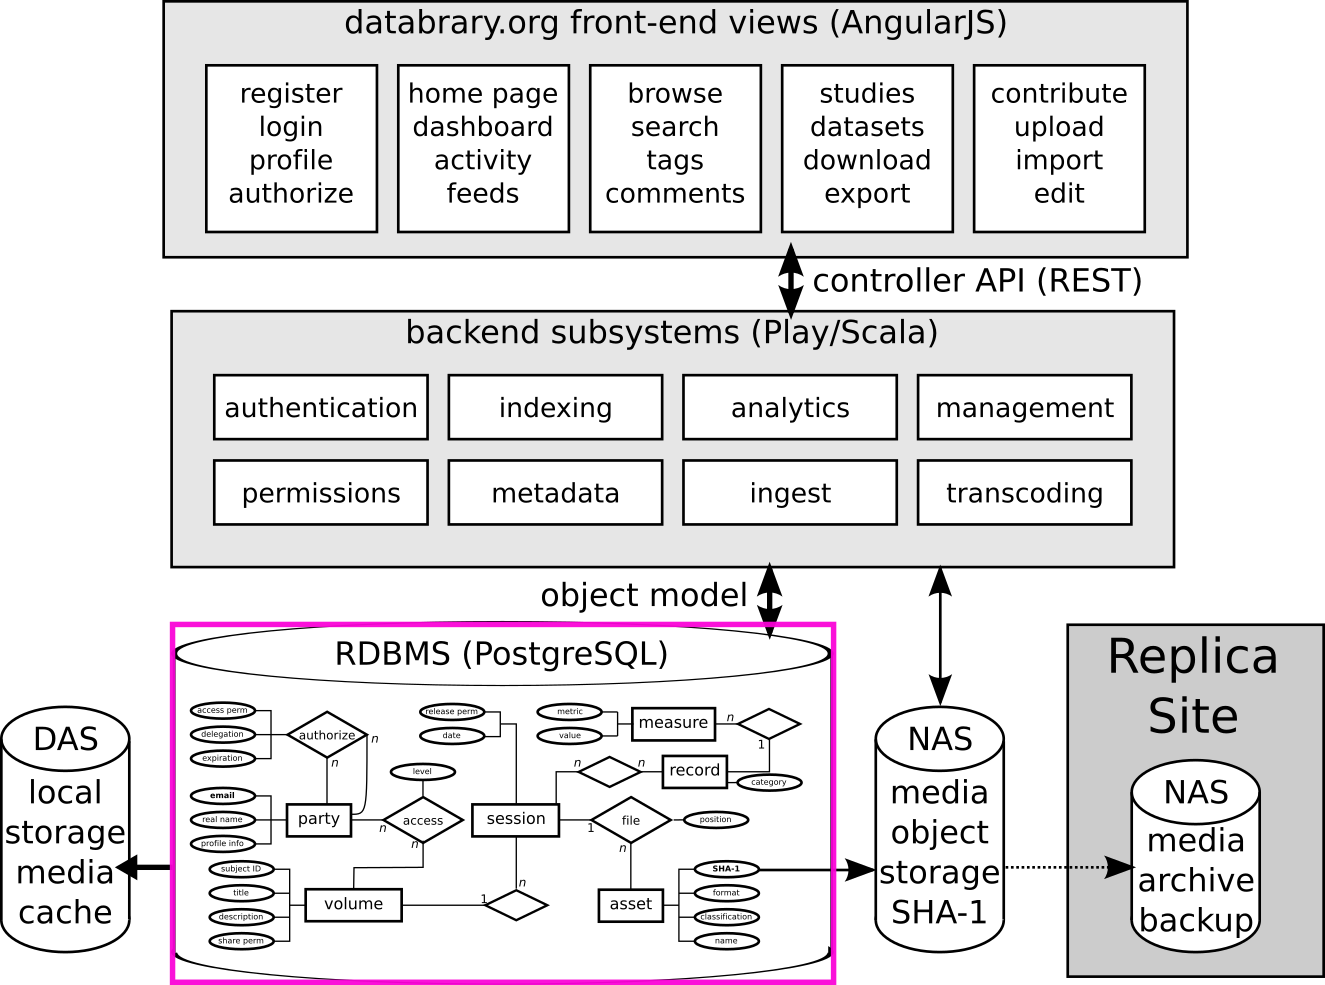 databrary.org front-end views (AngularJS)
register
login
profile
authorize
home page
dashboard
activity
feeds
browse
search
tags
comments
studies
datasets
download
export
contribute
upload
import
edit
controller API (REST)
backend subsystems (Play/Scala)
authentication
indexing
analytics
management
permissions
metadata
ingest
transcoding
object model
RDBMS (PostgreSQL)
access perm
delegation
expiration
authorize
n
n
release perm
date
metric
value
measure
n
1
n
n
record
category
level
email
real name
profile info
party
n
access
n
session
1
file
n
position
subject ID
title
description
share perm
volume
1
n
asset
SHA-1
format
classification
name
DAS
local
storage
media
cache
NAS
media
object
storage
SHA-1
Replica
Site
NAS
media
archive
backup